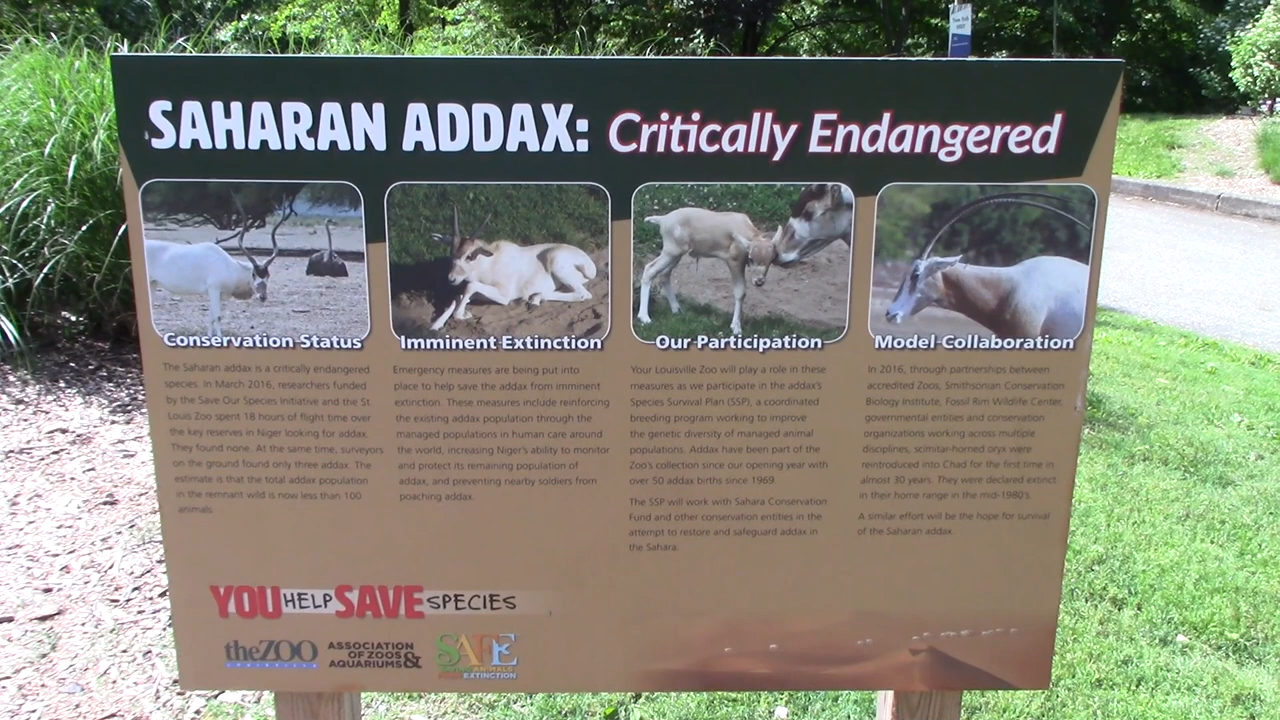 SAHARAN ADDAX: Critically Endangered
Conservation Status
The Saharan addax is a critically endangered
species. In March 2016, researchers funded
by the Save Our Species Initiative and the St.
Louis Zoo spent 18 hours of flight time over
the key reserves in Niger looking for addax.
They found none. At the same time, surveyors
on the ground found only three addax. The
estimate is that the total addax population
in the remnant wild is now less than 100
animals.
Imminent Extinction
Emergency measures are being put into
place to help save the addax from imminent
extinction. These measures include reinforcing
the existing addax population through the
managed populations in human care around
the world, increasing Niger's ability to monitor
and protect its remaining population of
addax, and preventing nearby soldiers from
poaching addax.
Our Participation
Your Louisville Zoo will play a role in these
measures as we participate in the addax's
Species Survival Plan (SSP), a coordinated
breeding program working to improve
the genetic diversity of managed animal
populations. Addax have been part of the
Zoo's collection since our opening year with
over 50 addax births since 1969.
The SSP will work with Sahara Conservation
Fund and other conservation entities in the
attempt to restore and safeguard addax in
the Sahara.
Model Collaboration
In 2016, through partnerships between
accredited Zoos, Smithsonian Conservation
Biology Institute, Fossil Rim Wildlife Center,
governmental entities and conservation
organizations working across multiple
disciplines, scimitar-horned oryx were
reintroduced into Chad for the first time in
almost 30 years. They were declared extinct
in their home range in the mid-1980's.
A similar effort will be the hope for survival
of the Saharan addax.
YOU HELP SAVE SPECIES
theZOO
LOUISVILLE
ASSOCIATION
OF ZOOS &
AQUARIUMS
SAFE
SAVING ANIMALS
FROM EXTINCTION